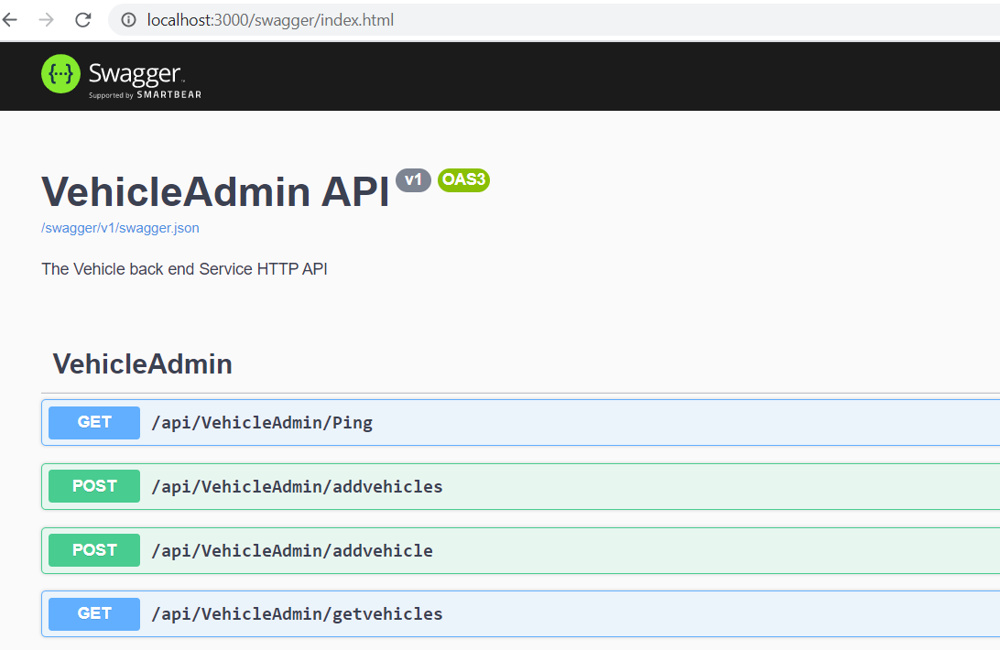 localhost:3000/swagger/index.html
{···} Swagger™
Supported by SMARTBEAR
VehicleAdmin API v1 OAS3
/swagger/v1/swagger.json
The Vehicle back end Service HTTP API
VehicleAdmin
GET /api/VehicleAdmin/Ping
POST /api/VehicleAdmin/addvehicles
POST /api/VehicleAdmin/addvehicle
GET /api/VehicleAdmin/getvehicles